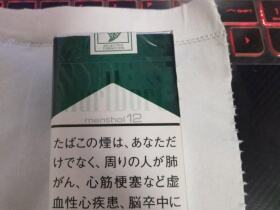 Marlboro
menthol 12
たばこの煙は、あなただ
けでなく、周りの人が肺
がん、心筋梗塞など虚
血性心疾患、脳卒中に